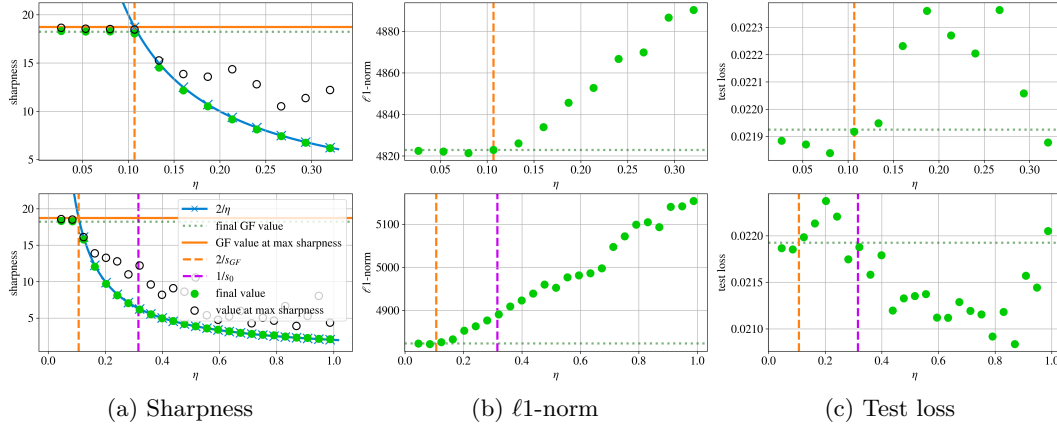 20
15
10
5
0.05
0.10
0.15
0.20
0.25
0.30
sharpness
η
4880
4860
4840
4820
0.00
0.05
0.10
0.15
0.20
0.25
0.30
ℓ1-norm
η
0.0223
0.0222
0.0221
0.0220
0.0219
0.05
0.10
0.15
0.20
0.25
0.30
test loss
η
20
15
10
5
0.0
0.2
0.4
0.6
0.8
1.0
sharpness
η
2/η
final GF value
GF value at max sharpness
2/s_GF
1/s_0
final value
value at max sharpness
5100
5000
4900
0.0
0.2
0.4
0.6
0.8
1.0
ℓ1-norm
η
0.0220
0.0210
0.0
0.2
0.4
0.6
0.8
1.0
test loss
η
(a) Sharpness
(b) ℓ1-norm
(c) Test loss